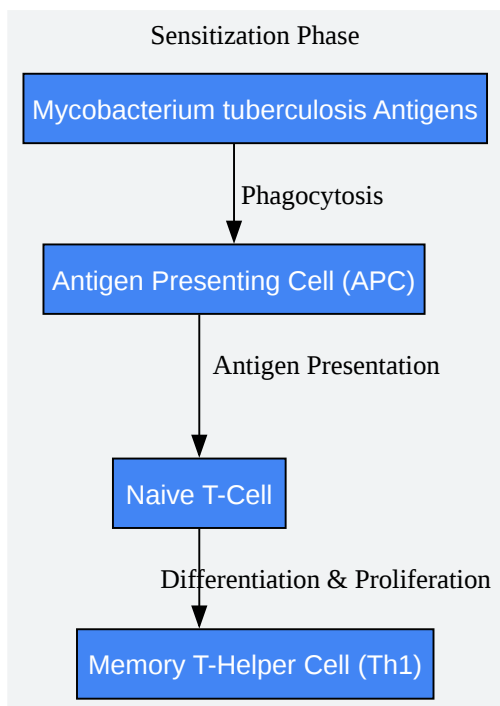 Sensitization Phase
Mycobacterium tuberculosis Antigens
Phagocytosis
Antigen Presenting Cell (APC)
Antigen Presentation
Naive T-Cell
Differentiation & Proliferation
Memory T-Helper Cell (Th1)